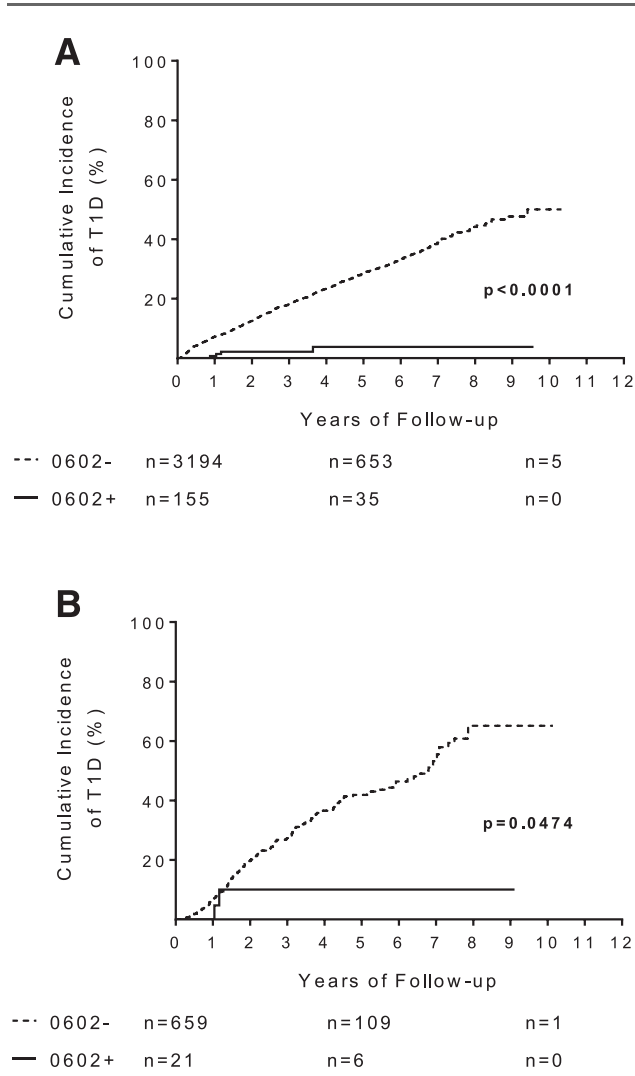 A
100
80
60
40
20
Cumulative Incidence
of T1D (%)
p<0.0001
0 1 2 3 4 5 6 7 8 9 10 11 12
Years of Follow-up
0602- n=3194 n=653 n=5
0602+ n=155 n=35 n=0
B
100
80
60
40
20
Cumulative Incidence
of T1D (%)
p=0.0474
0 1 2 3 4 5 6 7 8 9 10 11 12
Years of Follow-up
0602- n=659 n=109 n=1
0602+ n=21 n=6 n=0